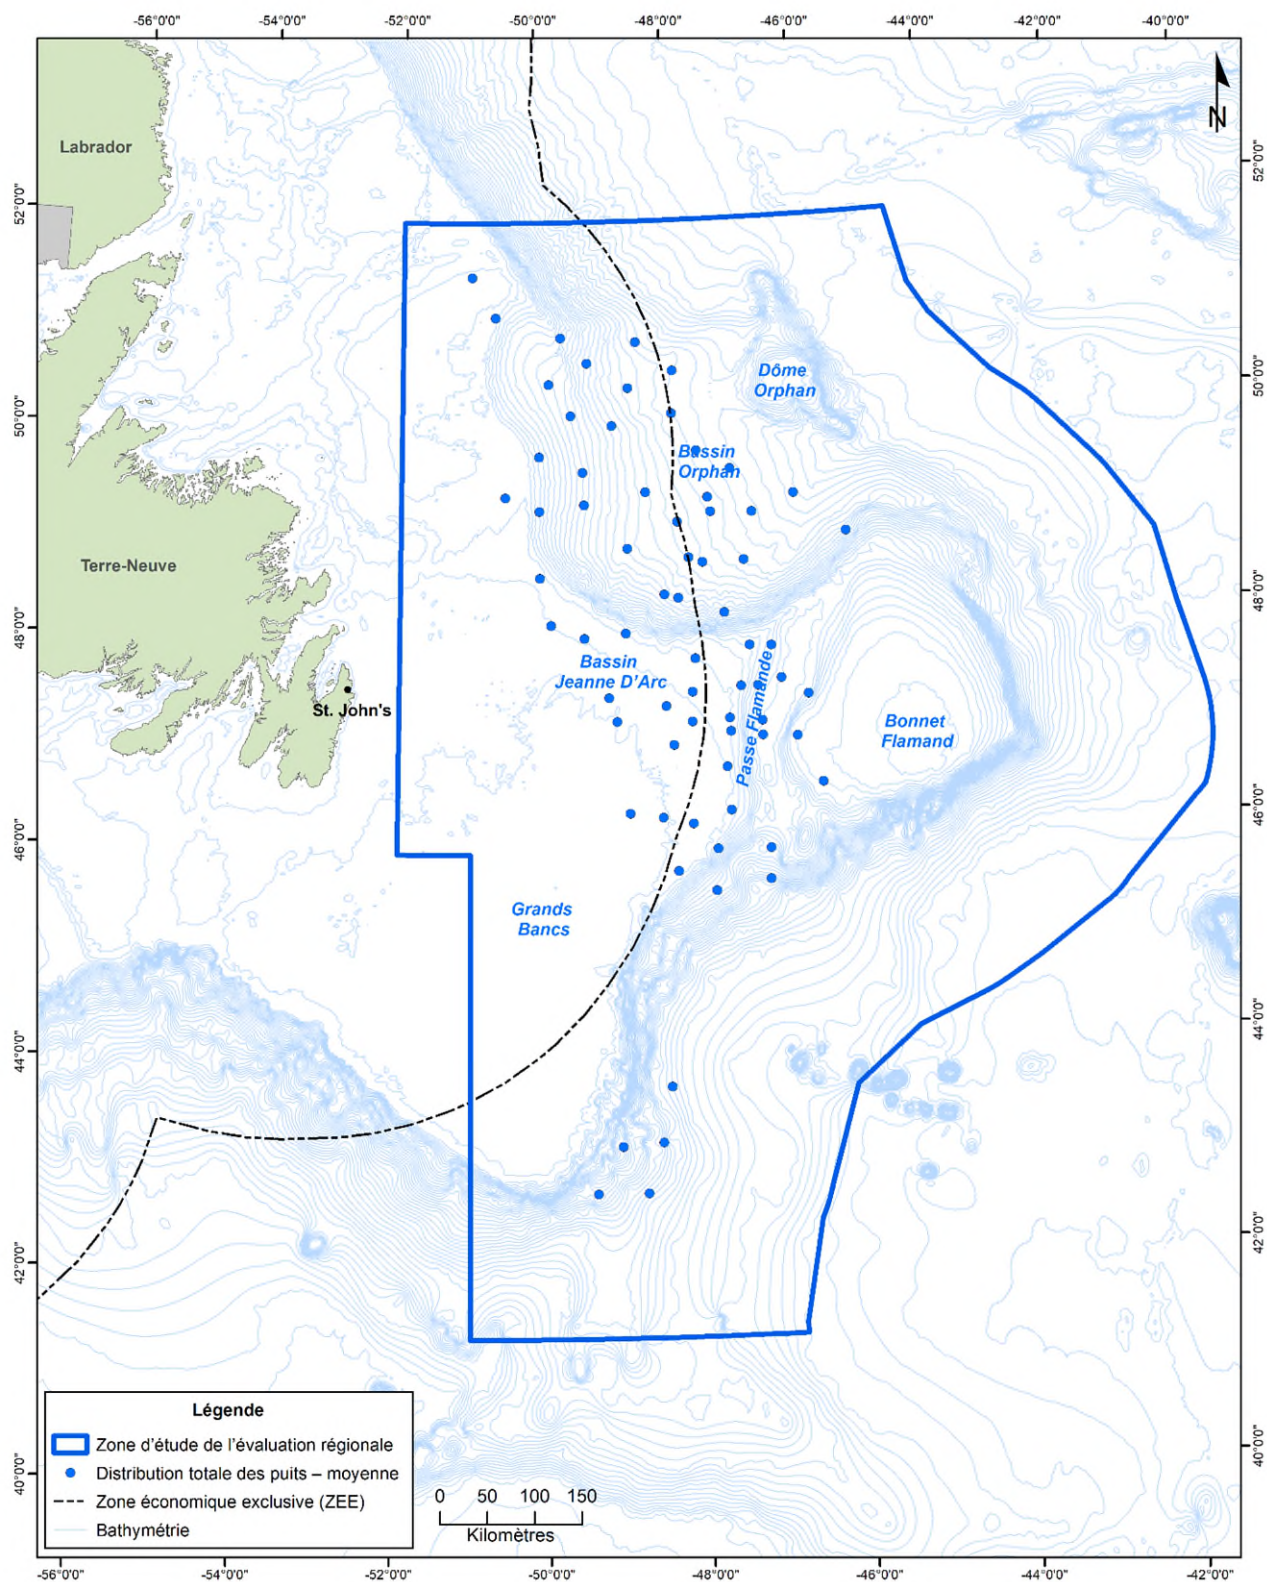 -56°0'0" -54°0'0" -52°0'0" -50°0'0" -48°0'0" -46°0'0" -44°0'0" -42°0'0" -40°0'0"
N
Labrador
52°0'0"
52°0'0"
Dôme
Orphan
50°0'0"
50°0'0"
Bassin
Orphan
Terre-Neuve
48°0'0"
48°0'0"
Bassin
Jeanne D'Arc
St. John's
Passe Flamande
Bonnet
Flamand
46°0'0"
46°0'0"
Grands
Bancs
44°0'0"
44°0'0"
42°0'0"
42°0'0"
40°0'0"
40°0'0"
Légende
Zone d'étude de l'évaluation régionale
Distribution totale des puits – moyenne
Zone économique exclusive (ZEE)
Bathymétrie
0 50 100 150
Kilomètres
-56°0'0" -54°0'0" -52°0'0" -50°0'0" -48°0'0" -46°0'0" -44°0'0" -42°0'0"